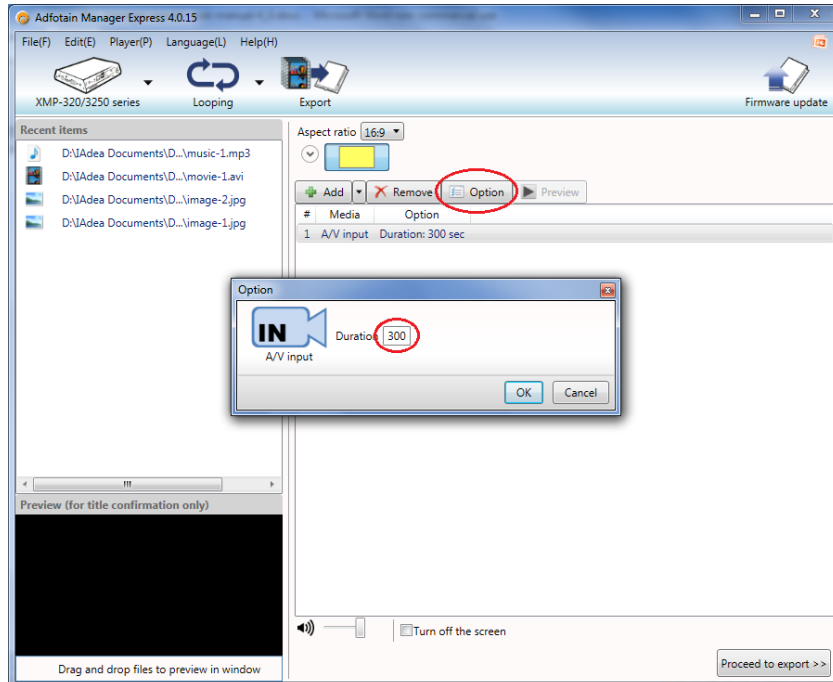 Adfotain Manager Express 4.0.15
File(F) Edit(E) Player(P) Language(L) Help(H)
XMP-320/3250 series Looping Export Firmware update
Recent items
D:\IAdea Documents\D...\music-1.mp3
D:\IAdea Documents\D...\movie-1.avi
D:\IAdea Documents\D...\image-2.jpg
D:\IAdea Documents\D...\image-1.jpg
Aspect ratio 16:9
Add Remove Option Preview
# Media Option
1 A/V input Duration: 300 sec
Option
IN Duration 300
A/V input
OK Cancel
Preview (for title confirmation only)
Drag and drop files to preview in window
Turn off the screen
Proceed to export >>